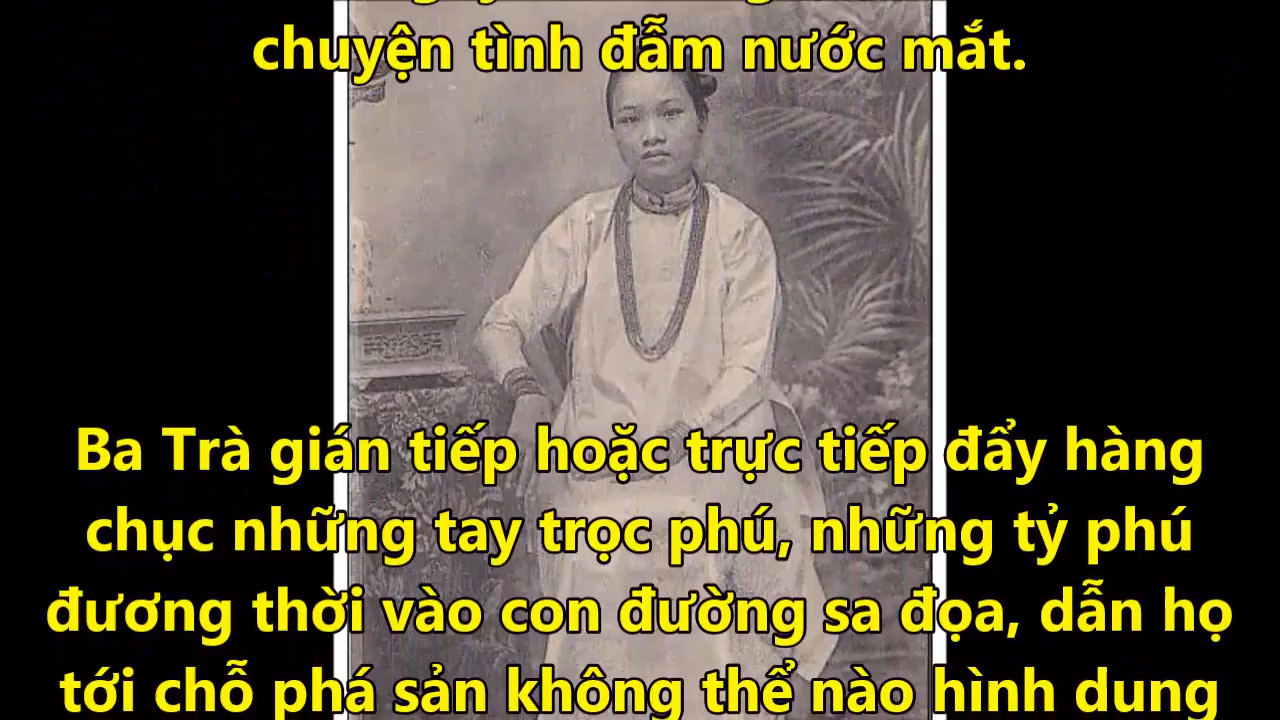 chuyện tình đẫm nước mắt.
Ba Trà gián tiếp hoặc trực tiếp đẩy hàng
chục những tay trọc phú, những tỷ phú
đương thời vào con đường sa đọa, dẫn họ
tới chỗ phá sản không thể nào hình dung